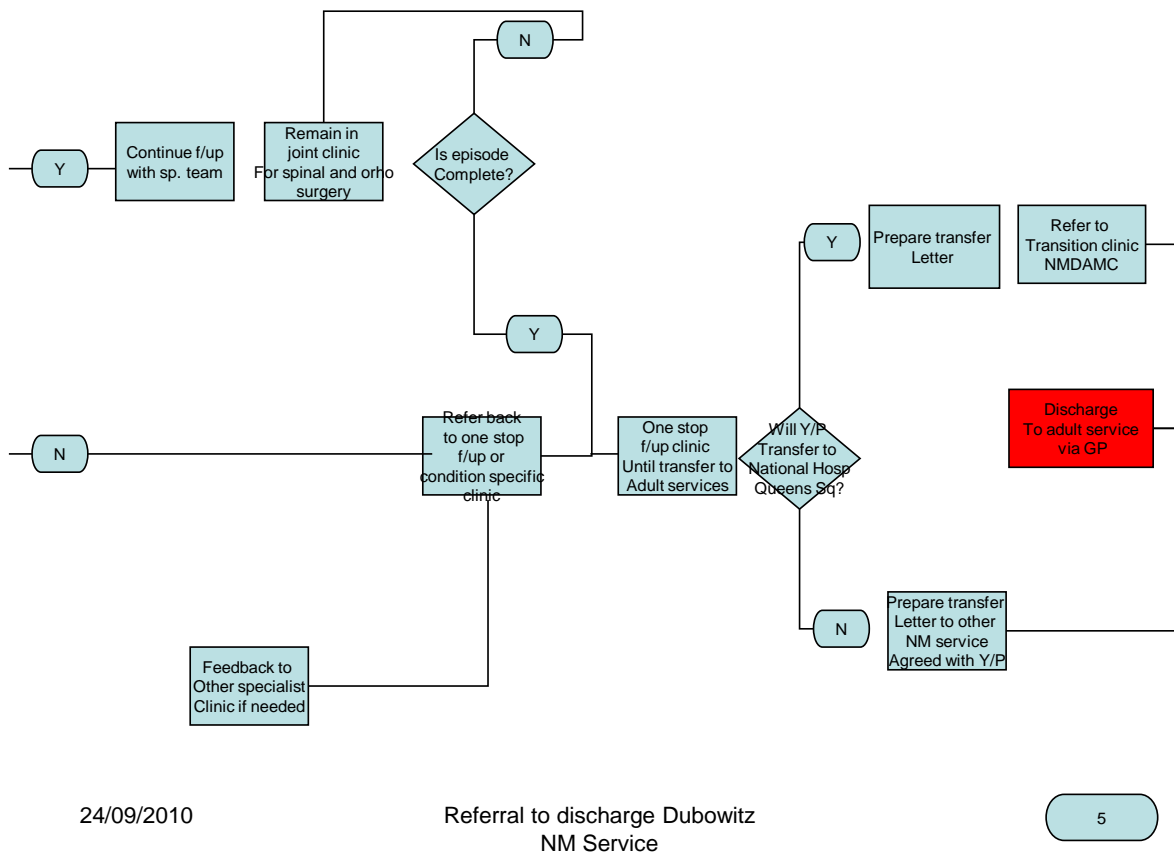 N
Y
Continue f/up
with sp. team
Remain in
joint clinic
For spinal and orho
surgery
Is episode
Complete?
Y
Prepare transfer
Letter
Refer to
Transition clinic
NMDAMC
Y
N
Refer back
to one stop
f/up or
condition specific
clinic
One stop
f/up clinic
Until transfer to
Adult services
Will Y/P
Transfer to
National Hosp
Queens Sq?
Discharge
To adult service
via GP
N
Prepare transfer
Letter to other
NM service
Agreed with Y/P
Feedback to
Other specialist
Clinic if needed
24/09/2010
Referral to discharge Dubowitz
NM Service
5